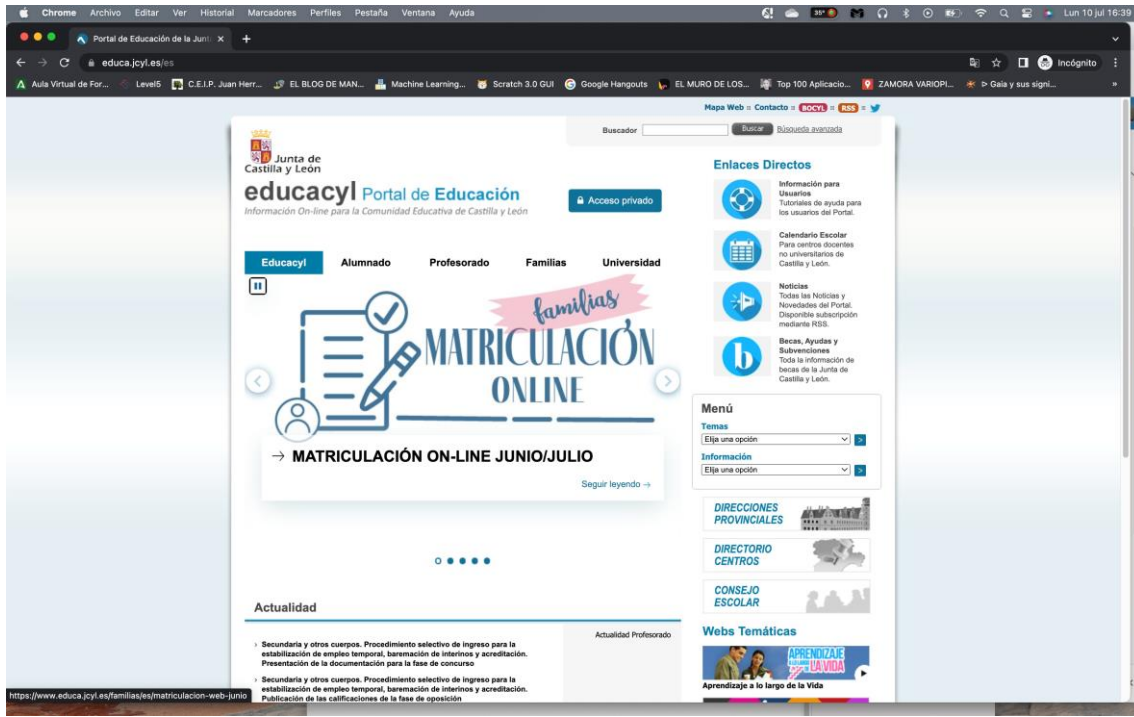 Chrome Archivo Editar Ver Historial Marcadores Perfiles Pestaña Ventana Ayuda
35° Lun 10 jul 16:39
Portal de Educación de la Junt
educa.jcyl.es/es
Incógnito
Aula Virtual de For... Level5 C.E.I.P. Juan Herr... EL BLOG DE MAN... Machine Learning... Scratch 3.0 GUI Google Hangouts EL MURO DE LOS... Top 100 Aplicacio... ZAMORA VARIOPI... ▷ Gaia y sus signi... »
Mapa Web :: Contacto :: BOCYL :: RSS ::
Buscador Buscar Búsqueda avanzada
Junta de
Castilla y León
educacyl Portal de Educación
Información On-line para la Comunidad Educativa de Castilla y León
Acceso privado
Educacyl Alumnado Profesorado Familias Universidad
familias
MATRICULACIÓN
ONLINE
→ MATRICULACIÓN ON-LINE JUNIO/JULIO
Seguir leyendo →
Enlaces Directos
Información para
Usuarios
Tutoriales de ayuda para
los usuarios del Portal.
Calendario Escolar
Para centros docentes
no universitarios de
Castilla y León.
Noticias
Todas las Noticias y
Novedades del Portal.
Disponible subscripción
mediante RSS.
b
Becas, Ayudas y
Subvenciones
Toda la información de
becas de la Junta de
Castilla y León.
Menú
Temas
Elija una opción >
Información
Elija una opción >
DIRECCIONES
PROVINCIALES
DIRECTORIO
CENTROS
CONSEJO
ESCOLAR
Webs Temáticas
APRENDIZAJE
A LO LARGO DE LA VIDA
Aprendizaje a lo largo de la Vida
Actualidad
› Secundaria y otros cuerpos. Procedimiento selectivo de ingreso para la
estabilización de empleo temporal, baremación de interinos y acreditación.
Presentación de la documentación para la fase de concurso
› Secundaria y otros cuerpos. Procedimiento selectivo de ingreso para la
estabilización de empleo temporal, baremación de interinos y acreditación.
Publicación de las calificaciones de la fase de oposición
Actualidad Profesorado
https://www.educa.jcyl.es/familias/es/matriculacion-web-junio